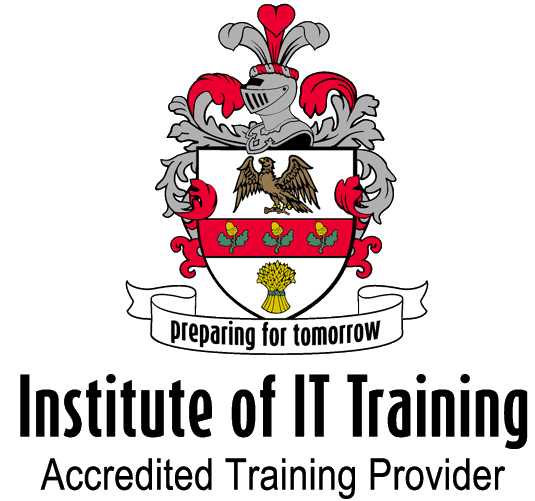 preparing for tomorrow
Institute of IT Training
Accredited Training Provider